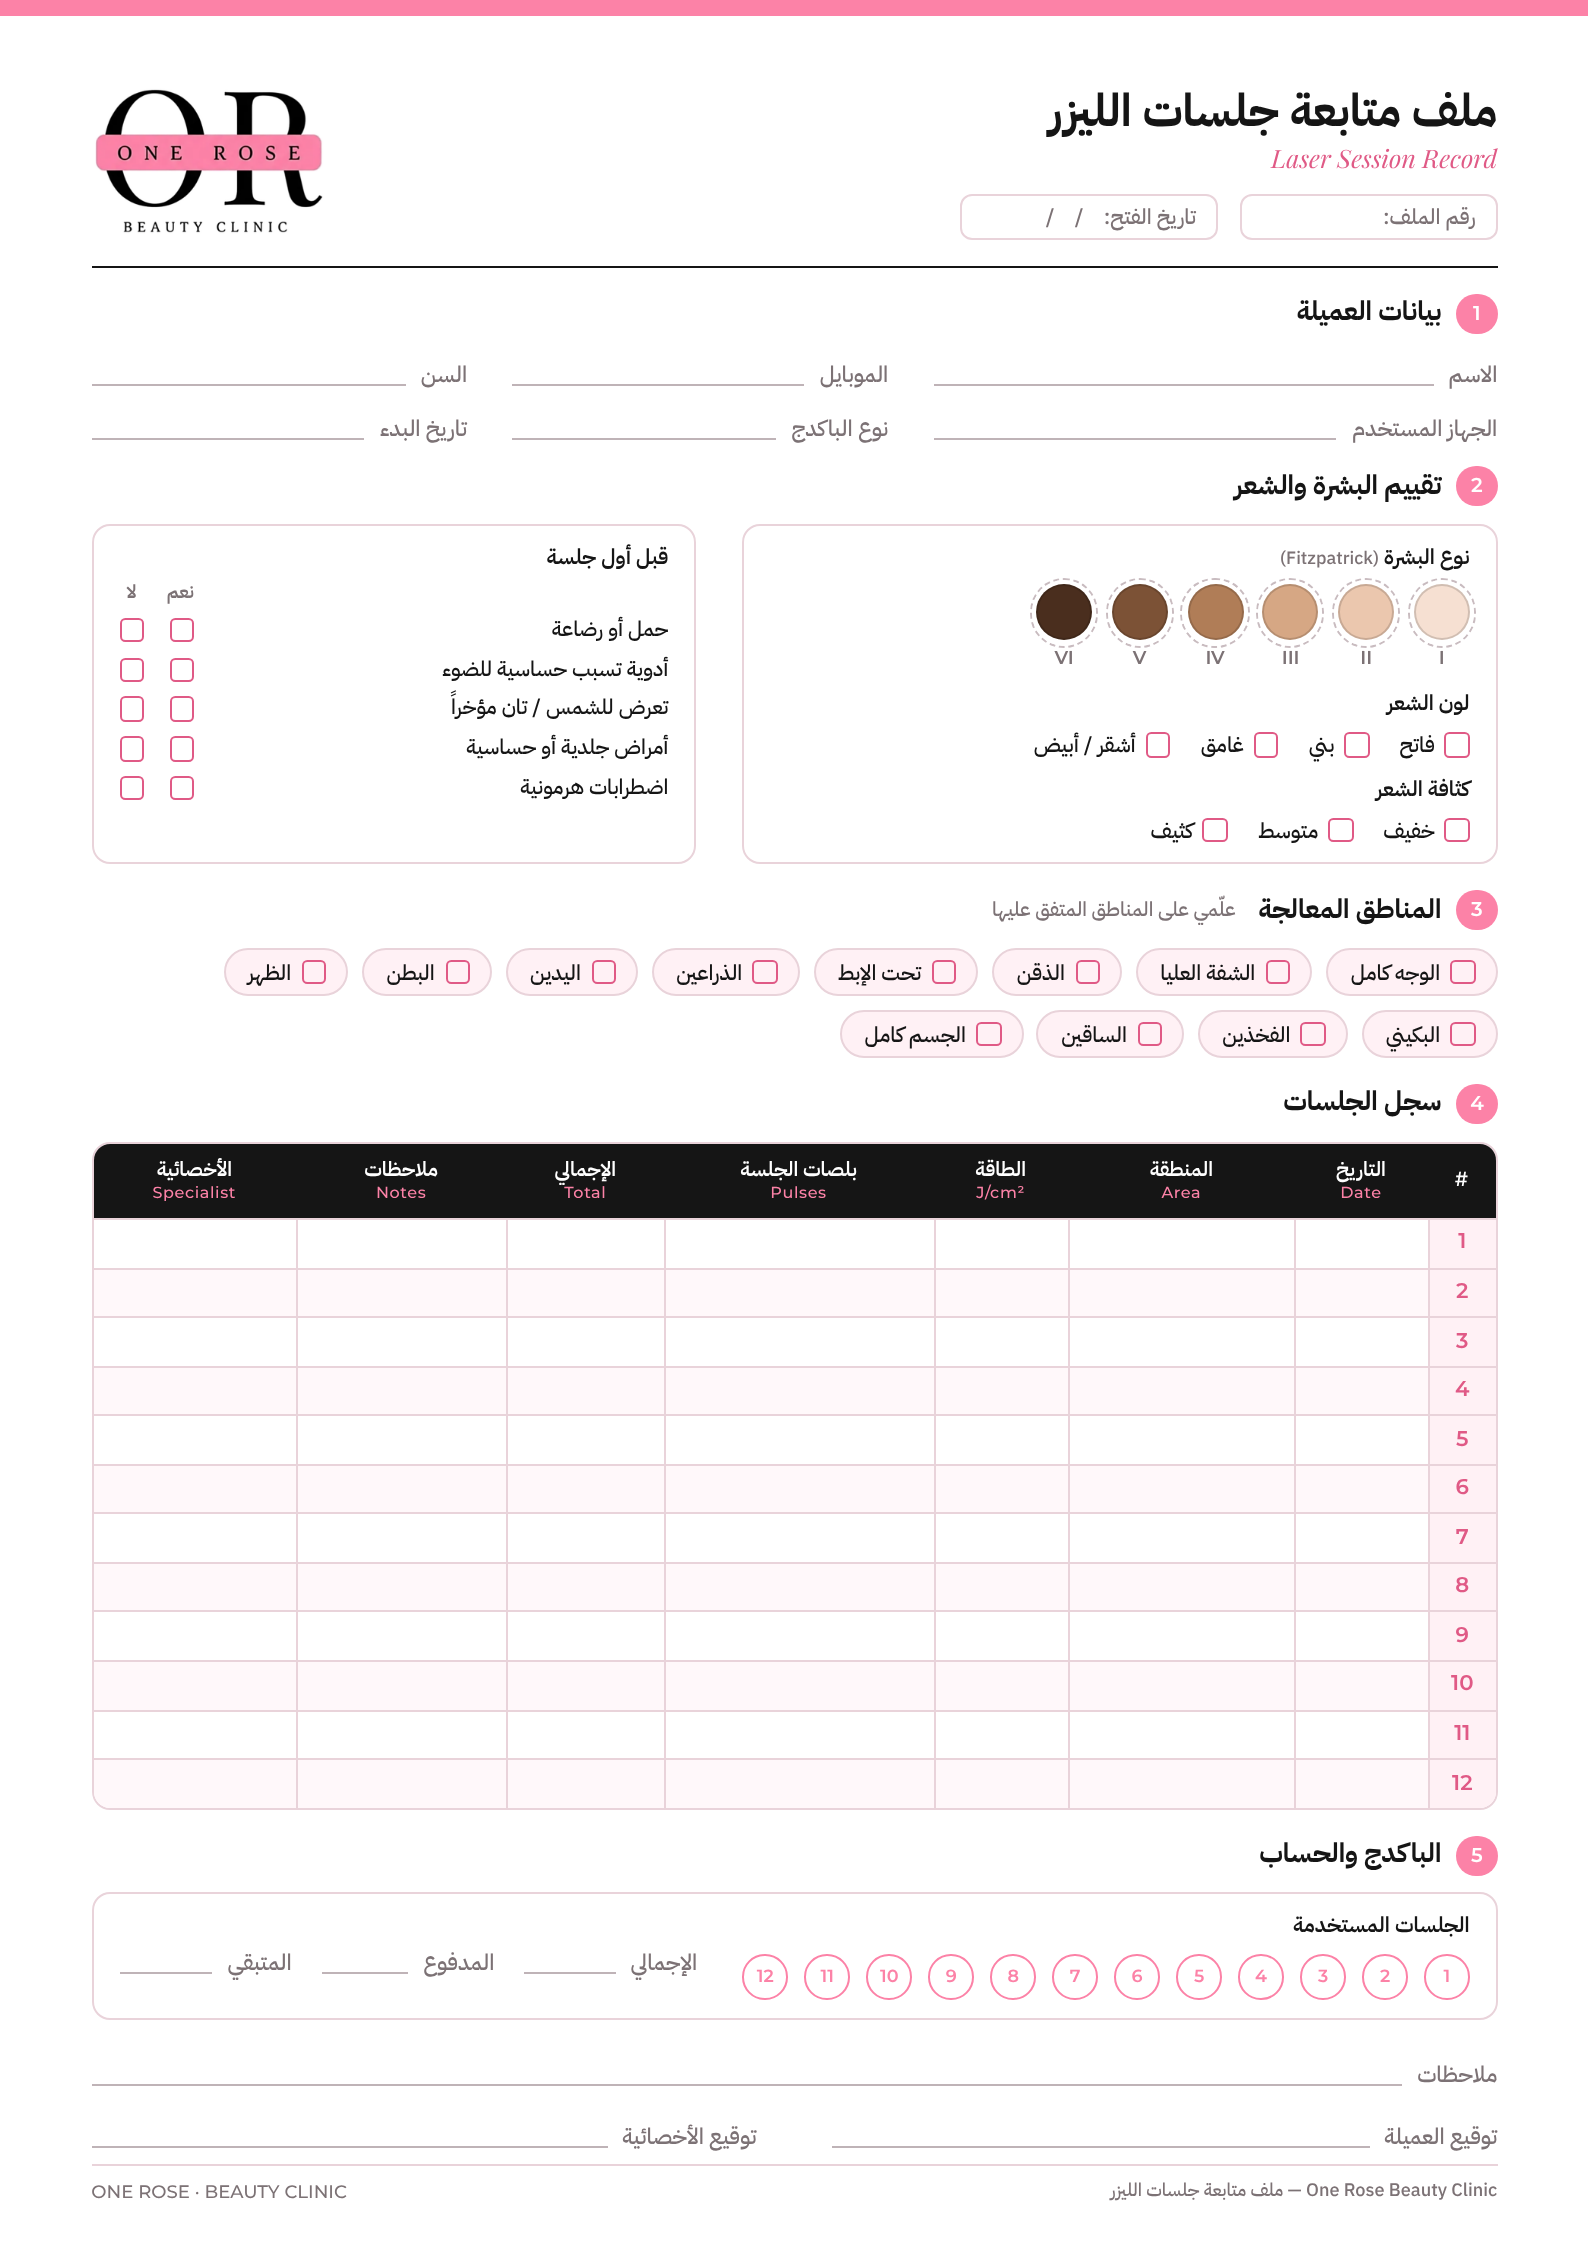 ملف متابعة جلسات الليزر
Laser Session Record
رقم الملف:
تاريخ الفتح: / /
OR
ONE ROSE
BEAUTY CLINIC
1 بيانات العميلة
الاسم الموبايل السن
الجهاز المستخدم نوع الباكدج تاريخ البدء
2 تقييم البشرة والشعر
نوع البشرة (Fitzpatrick)
I II III IV V VI
لون الشعر
فاتح بني غامق أشقر / أبيض
كثافة الشعر
خفيف متوسط كثيف
قبل أول جلسة
نعم لا
حمل أو رضاعة
أدوية تسبب حساسية للضوء
تعرض للشمس / تان مؤخراً
أمراض جلدية أو حساسية
اضطرابات هرمونية
3 المناطق المعالجة علّمي على المناطق المتفق عليها
الوجه كامل الشفة العليا الذقن تحت الإبط الذراعين اليدين البطن الظهر
البكيني الفخذين الساقين الجسم كامل
4 سجل الجلسات
# التاريخ المنطقة الطاقة بلصات الجلسة الإجمالي ملاحظات الأخصائية
Date Area J/cm² Pulses Total Notes Specialist
1
2
3
4
5
6
7
8
9
10
11
12
5 الباكدج والحساب
الجلسات المستخدمة
1 2 3 4 5 6 7 8 9 10 11 12
الإجمالي المدفوع المتبقي
ملاحظات
توقيع العميلة توقيع الأخصائية
One Rose Beauty Clinic — ملف متابعة جلسات الليزر
ONE ROSE · BEAUTY CLINIC